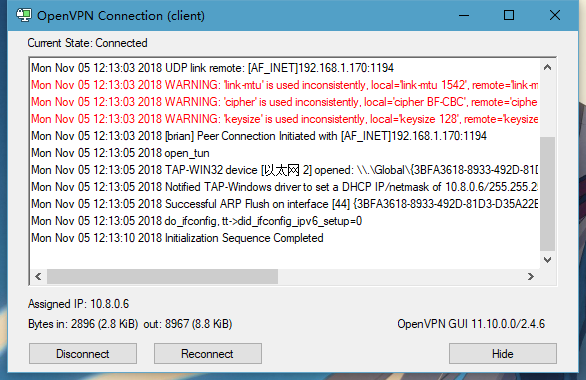 OpenVPN Connection (client)
Current State: Connected
Mon Nov 05 12:13:03 2018 UDP link remote: [AF_INET]192.168.1.170:1194
Mon Nov 05 12:13:03 2018 WARNING: 'link-mtu' is used inconsistently, local='link-mtu 1542', remote='link-m
Mon Nov 05 12:13:03 2018 WARNING: 'cipher' is used inconsistently, local='cipher BF-CBC', remote='ciphe
Mon Nov 05 12:13:03 2018 WARNING: 'keysize' is used inconsistently, local='keysize 128', remote='keysize
Mon Nov 05 12:13:03 2018 [brian] Peer Connection Initiated with [AF_INET]192.168.1.170:1194
Mon Nov 05 12:13:05 2018 open_tun
Mon Nov 05 12:13:05 2018 TAP-WIN32 device [以太网 2] opened: \\.\Global\{3BFA3618-8933-492D-81D
Mon Nov 05 12:13:05 2018 Notified TAP-Windows driver to set a DHCP IP/netmask of 10.8.0.6/255.255.2
Mon Nov 05 12:13:05 2018 Successful ARP Flush on interface [44] {3BFA3618-8933-492D-81D3-D35A22E
Mon Nov 05 12:13:05 2018 do_ifconfig, tt->did_ifconfig_ipv6_setup=0
Mon Nov 05 12:13:10 2018 Initialization Sequence Completed
Assigned IP: 10.8.0.6
Bytes in: 2896 (2.8 KiB) out: 8967 (8.8 KiB) OpenVPN GUI 11.10.0.0/2.4.6
Disconnect Reconnect Hide